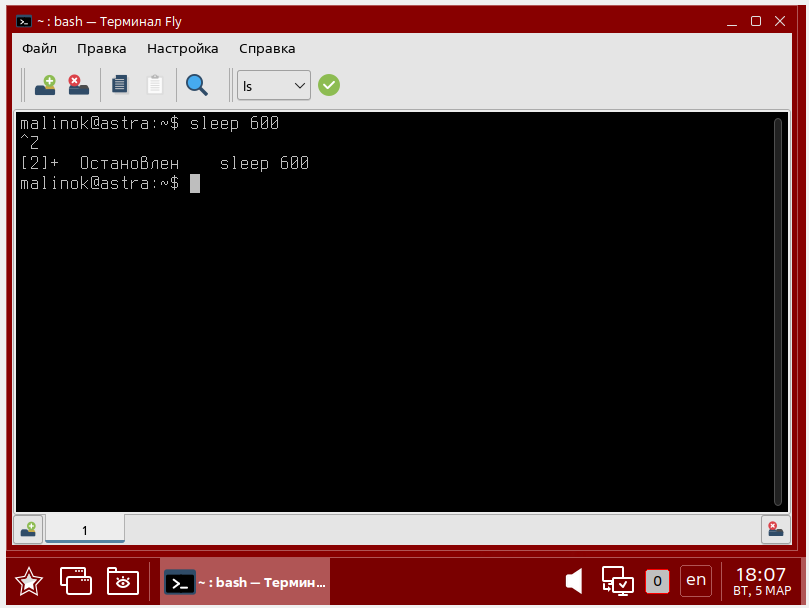 ~ : bash — Терминал Fly
Файл Правка Настройка Справка
ls
malinok@astra:~$ sleep 600
^Z
[2]+  Остановлен    sleep 600
malinok@astra:~$
1
~ : bash — Термин...
0
en
18:07
ВТ, 5 МАР